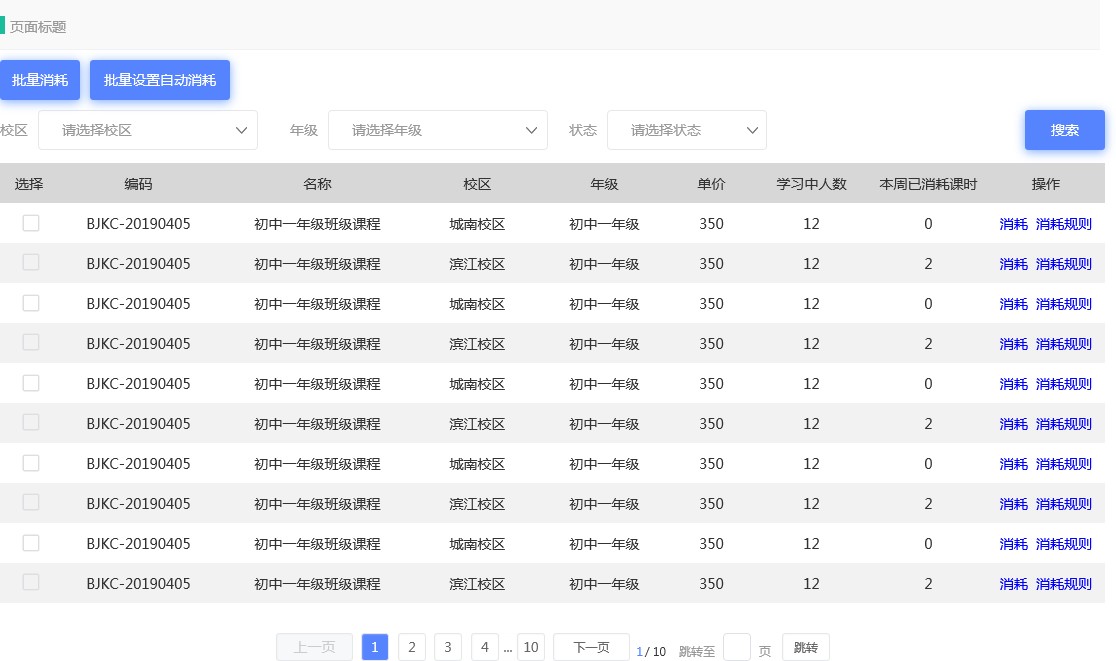 页面标题
批量消耗 批量设置自动消耗
校区 请选择校区 年级 请选择年级 状态 请选择状态 搜索
选择 编码 名称 校区 年级 单价 学习中人数 本周已消耗课时 操作
BJKC-20190405 初中一年级班级课程 城南校区 初中一年级 350 12 0 消耗 消耗规则
BJKC-20190405 初中一年级班级课程 滨江校区 初中一年级 350 12 2 消耗 消耗规则
BJKC-20190405 初中一年级班级课程 城南校区 初中一年级 350 12 0 消耗 消耗规则
BJKC-20190405 初中一年级班级课程 滨江校区 初中一年级 350 12 2 消耗 消耗规则
BJKC-20190405 初中一年级班级课程 城南校区 初中一年级 350 12 0 消耗 消耗规则
BJKC-20190405 初中一年级班级课程 滨江校区 初中一年级 350 12 2 消耗 消耗规则
BJKC-20190405 初中一年级班级课程 城南校区 初中一年级 350 12 0 消耗 消耗规则
BJKC-20190405 初中一年级班级课程 滨江校区 初中一年级 350 12 2 消耗 消耗规则
BJKC-20190405 初中一年级班级课程 城南校区 初中一年级 350 12 0 消耗 消耗规则
BJKC-20190405 初中一年级班级课程 滨江校区 初中一年级 350 12 2 消耗 消耗规则
上一页 1 2 3 4 ... 10 下一页 1/ 10 跳转至 页 跳转